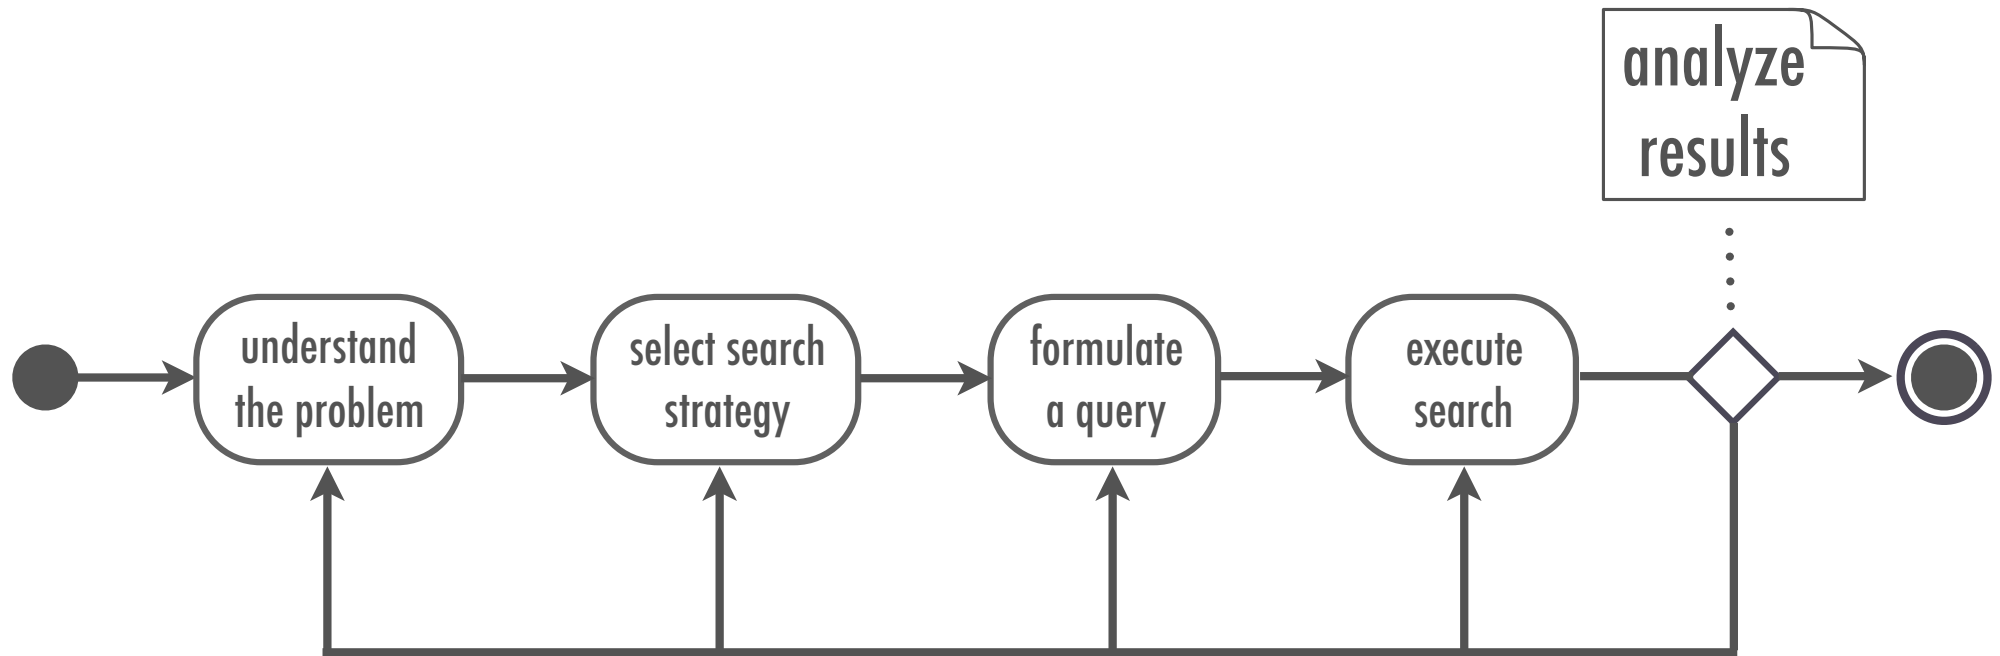 analyze
results
understand
the problem
select search
strategy
formulate
a query
execute
search